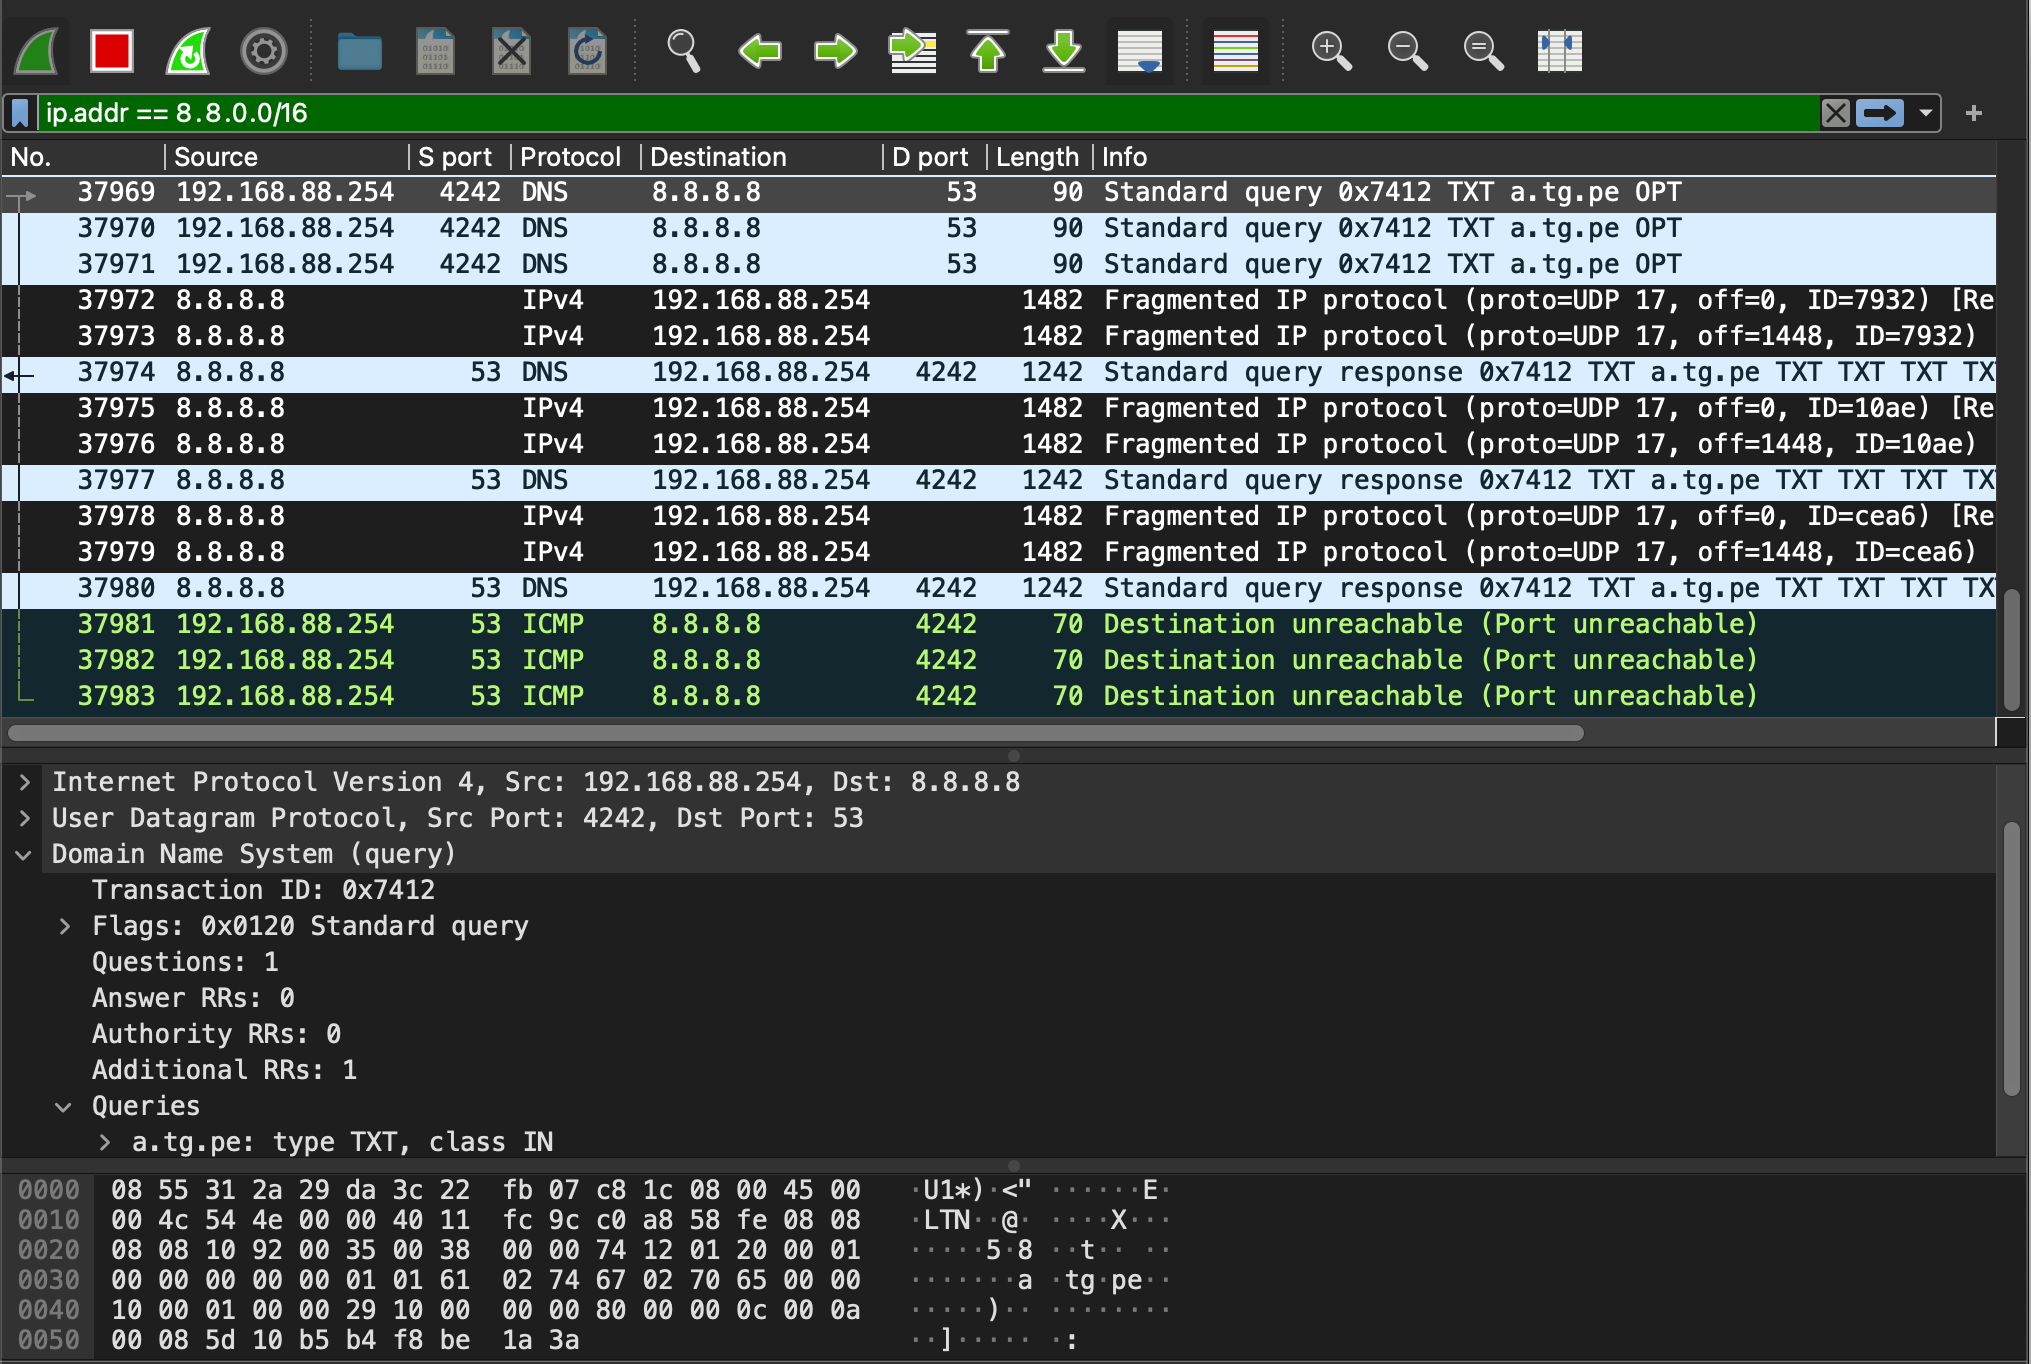 ip.addr == 8.8.0.0/16
No. Source S port Protocol Destination D port Length Info
37969 192.168.88.254 4242 DNS 8.8.8.8 53 90 Standard query 0x7412 TXT a.tg.pe OPT
37970 192.168.88.254 4242 DNS 8.8.8.8 53 90 Standard query 0x7412 TXT a.tg.pe OPT
37971 192.168.88.254 4242 DNS 8.8.8.8 53 90 Standard query 0x7412 TXT a.tg.pe OPT
37972 8.8.8.8 IPv4 192.168.88.254 1482 Fragmented IP protocol (proto=UDP 17, off=0, ID=7932) [Re
37973 8.8.8.8 IPv4 192.168.88.254 1482 Fragmented IP protocol (proto=UDP 17, off=1448, ID=7932)
37974 8.8.8.8 53 DNS 192.168.88.254 4242 1242 Standard query response 0x7412 TXT a.tg.pe TXT TXT TXT TX
37975 8.8.8.8 IPv4 192.168.88.254 1482 Fragmented IP protocol (proto=UDP 17, off=0, ID=10ae) [Re
37976 8.8.8.8 IPv4 192.168.88.254 1482 Fragmented IP protocol (proto=UDP 17, off=1448, ID=10ae)
37977 8.8.8.8 53 DNS 192.168.88.254 4242 1242 Standard query response 0x7412 TXT a.tg.pe TXT TXT TXT TX
37978 8.8.8.8 IPv4 192.168.88.254 1482 Fragmented IP protocol (proto=UDP 17, off=0, ID=cea6) [Re
37979 8.8.8.8 IPv4 192.168.88.254 1482 Fragmented IP protocol (proto=UDP 17, off=1448, ID=cea6)
37980 8.8.8.8 53 DNS 192.168.88.254 4242 1242 Standard query response 0x7412 TXT a.tg.pe TXT TXT TXT TX
37981 192.168.88.254 53 ICMP 8.8.8.8 4242 70 Destination unreachable (Port unreachable)
37982 192.168.88.254 53 ICMP 8.8.8.8 4242 70 Destination unreachable (Port unreachable)
37983 192.168.88.254 53 ICMP 8.8.8.8 4242 70 Destination unreachable (Port unreachable)
Internet Protocol Version 4, Src: 192.168.88.254, Dst: 8.8.8.8
User Datagram Protocol, Src Port: 4242, Dst Port: 53
Domain Name System (query)
Transaction ID: 0x7412
Flags: 0x0120 Standard query
Questions: 1
Answer RRs: 0
Authority RRs: 0
Additional RRs: 1
Queries
a.tg.pe: type TXT, class IN
0000 08 55 31 2a 29 da 3c 22 fb 07 c8 1c 08 00 45 00 ·U1*)·<" ······E·
0010 00 4c 54 4e 00 00 40 11 fc 9c c0 a8 58 fe 08 08 ·LTN··@· ····X···
0020 08 08 10 92 00 35 00 38 00 00 74 12 01 20 00 01 ·····5·8 ··t·· ··
0030 00 00 00 00 00 01 01 61 02 74 67 02 70 65 00 00 ·······a ·tg·pe··
0040 10 00 01 00 00 29 10 00 00 00 80 00 00 0c 00 0a ·····)·· ········
0050 00 08 5d 10 b5 b4 f8 be 1a 3a ··]····· ·: